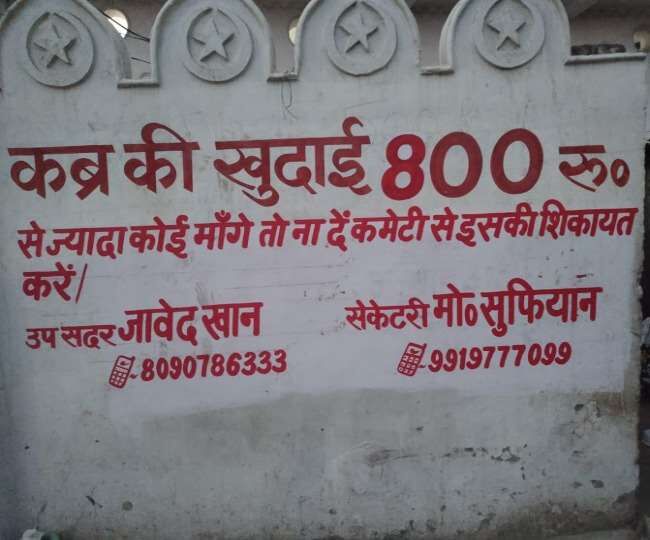 कब्र की खुदाई 800 रू०
से ज्यादा कोई माँगे तो ना दें कमेटी से इसकी शिकायत
करें/
उप सदर जावेद खान
8090786333
सेकेटरी मो० सुफियान
9919777099